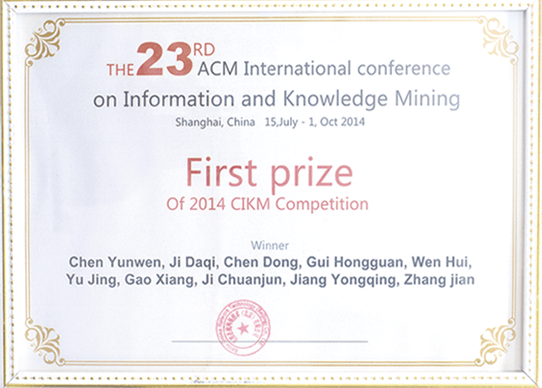 THE 23RD ACM International conference
on Information and Knowledge Mining
Shanghai, China 15,July - 1, Oct 2014
First prize
Of 2014 CIKM Competition
Winner
Chen Yunwen, Ji Daqi, Chen Dong, Gui Hongguan, Wen Hui,
Yu Jing, Gao Xiang, Ji Chuanjun, Jiang Yongqing, Zhang jian